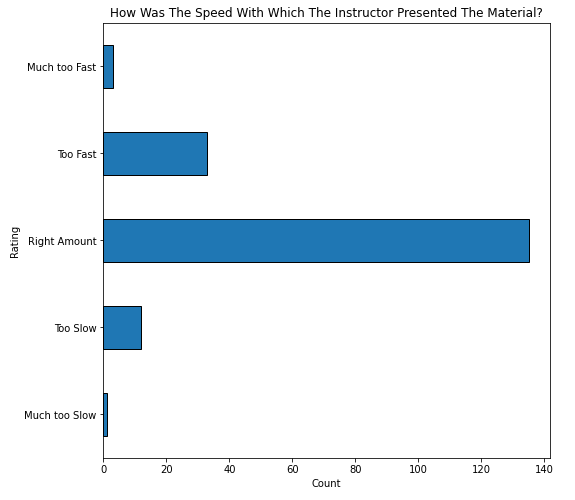 How Was The Speed With Which The Instructor Presented The Material?
Much too Fast
Too Fast
Right Amount
Too Slow
Much too Slow
Rating
0 20 40 60 80 100 120 140
Count